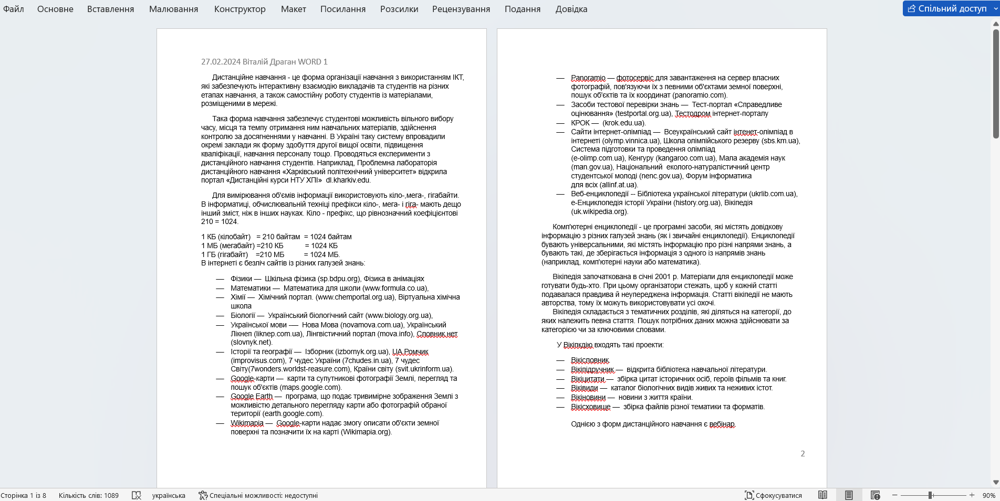 Файл Основне Вставлення Малювання Конструктор Макет Посилання Розсилки Рецензування Подання Довідка Спільний доступ
27.02.2024 Віталій Драган WORD 1
Дистанційне навчання - це форма організації навчання з використанням ІКТ,
які забезпечують інтерактивну взаємодію викладачів та студентів на різних
етапах навчання, а також самостійну роботу студентів із матеріалами,
розміщеними в мережі.
Така форма навчання забезпечує студентові можливість вільного вибору
часу, місця та темпу отримання ним навчальних матеріалів, здійснення
контролю за досягненнями у навчанні. В Україні таку систему впровадили
окремі заклади як форму здобуття другої вищої освіти, підвищення
кваліфікації, навчання персоналу тощо. Проводяться експерименти з
дистанційного навчання студентів. Наприклад, Проблемна лабораторія
дистанційного навчання «Харківський політехнічний університет» відкрила
портал «Дистанційні курси НТУ ХПІ» dl.kharkiv.edu.
Для вимірювання об'ємів інформації використовують кіло-,мега-, гігабайти.
В інформатиці, обчислювальній техніці префікси кіло-, мега- і гіга- мають дещо
інший зміст, ніж в інших науках. Кіло - префікс, що рівнозначний коефіцієнтові
210 = 1024.
1 КБ (кілобайт) = 210 байтам = 1024 байтам
1 МБ (мегабайт) =210 КБ = 1024 КБ
1 ГБ (гігабайт) =210 МБ = 1024 МБ.
В інтернеті є безліч сайтів із різних галузей знань:
— Фізики — Шкільна фізика (sp.bdpu.org), Фізика в анімаціях
— Математики — Математика для школи (www.formula.co.ua),
— Хімії — Хімічний портал. (www.chemportal.org.ua), Віртуальна хімічна
школа
— Біології — Український біологічний сайт (www.biology.org.ua),
— Української мови -— Нова Мова (novamova.com.ua), Український
Лікнеп (liknep.com.ua), Лінгвістичний портал (mova.info), Словник.нет
(slovnyk.net).
— Історії та географії — Ізборник (izbornyk.org.ua), UA.Ромчик
(improvisus.com), 7 чудес України (7chudes.in.ua), 7 чудес
Світу(7wonders.worldst-reasure.com), Країни світу (svit.ukrinform.ua).
— Google-карти — карти та супутникові фотографії Землі, перегляд та
пошук об'єктів (maps.google.com).
— Google Earth — програма, що подає тривимірне зображення Землі з
можливістю детального перегляду карти або фотографій обраної
території (earth.google.com).
— Wikimapia — Google-карти надає змогу описати об'єкти земної
поверхні та позначити їх на карті (Wikimapia.org).
— Panoramio — фотосервіс для завантаження на сервер власних
фотографій, пов'язуючи їх з певними об'єктами земної поверхні,
пошук об'єктів та їх координат (panoramio.com).
— Засоби тестової перевірки знань — Тест-портал «Справедливе
оцінювання» (testportal.org.ua), Тестодром інтернет-порталу
— КРОК — (krok.edu.ua).
— Сайти інтернет-олімпіад — Всеукраїнський сайт інтенет-олімпіад в
інтернеті (olymp.vinnica.ua), Школа олімпійського резерву (sbs.km.ua),
Система підготовки та проведення олімпіад
(e-olimp.com.ua), Кенгуру (kangaroo.com.ua), Мала академія наук
(man.gov.ua), Національний еколого-натуралістичний центр
студентської молоді (nenc.gov.ua), Форум інформатика
для всіх (allinf.at.ua).
— Веб-енциклопедії -- Бібліотека української літератури (ukrlib.com.ua),
е-Енциклопедія історії України (history.org.ua), Вікіпедія
(uk.wikipedia.org).
Комп'ютерні енциклопедії - це програмні засоби, які містять довідкову
інформацію з різних галузей знань (як і звичайні енциклопедії). Енциклопедії
бувають універсальними, які містять інформацію про різні напрями знань, а
бувають такі, де зберігається інформація з одного із напрямів знань
(наприклад, комп'ютерні науки або математика).
Вікіпедія започаткована в січні 2001 р. Матеріали для енциклопедії може
готувати будь-хто. При цьому організатори стежать, щоб у кожній статті
подавалася правдива й неупереджена інформація. Статті вікіпедії не мають
авторства, тому їх можуть використовувати усі охочі.
Вікіпедія складається з тематичних розділів, які діляться на категорії, до
яких належить певна стаття. Пошук потрібних даних можна здійснювати за
категорією чи за ключовими словами.
У Вікіпкдію входять такі проекти:
— Вікісловник.
— Вікіпідручник — відкрита бібліотека навчальної літератури.
— Вікіцитати — збірка цитат історичних осіб, героїв фільмів та книг.
— Віківиди — каталог біологічних видів живих та неживих істот.
— Вікіновини — новини з життя країни.
— Вікісховище — збірка файлів різної тематики та форматів.
Однією з форм дистанційного навчання є вебінар.
2
Сторінка 1 із 8 Кількість слів: 1089 українська Спеціальні можливості: недоступні Сфокусуватися 90%